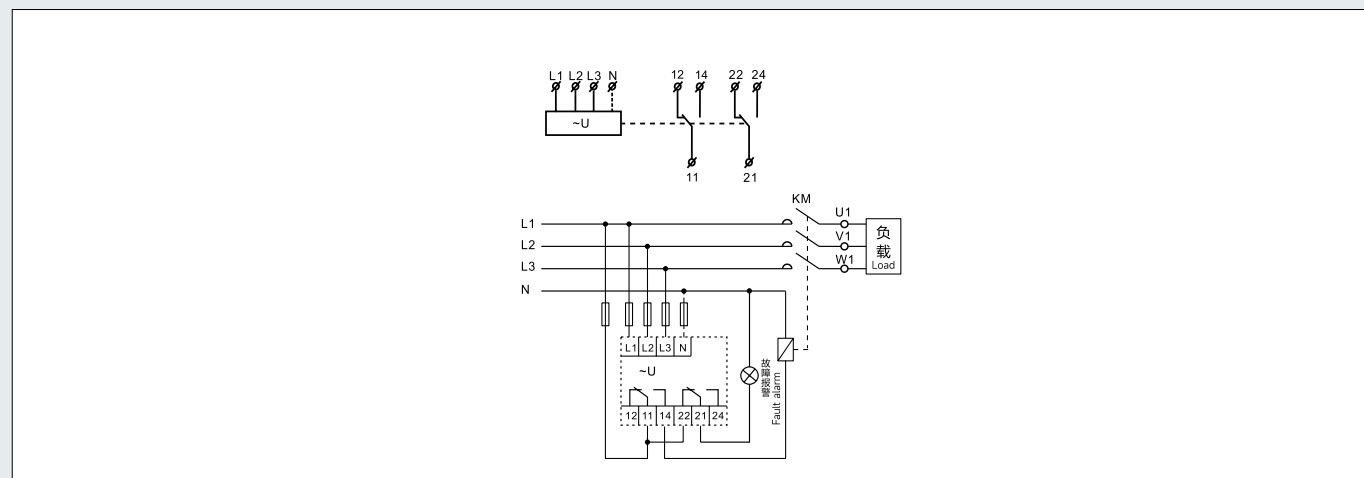 L1 L2 L3 N 12 14 22 24
~U
11 21
KM
L1 U1
L2 V1
L3 W1
负
载
Load
N
L1 L2 L3 N
~U
故障报警
Fault alarm
12 11 14 22 21 24